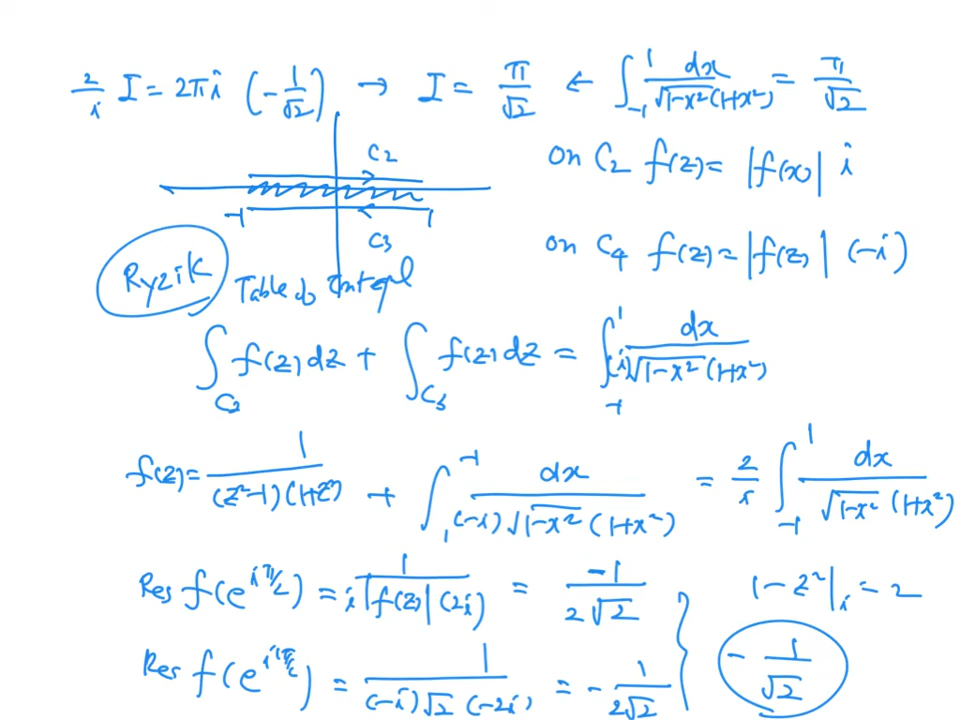 2/i I = 2πi (-1/√2) → I = π/√2 ← ∫_{-1}^{1} dx/(√1-x² (1+x²)) = π/√2
C2
on C2 f(z) = |f(x)| i
-1 1
C3
on C4 f(z) = |f(z)| (-i)
Ryzik Table of Integral
∫_{C2} f(z)dz + ∫_{C3} f(z)dz = ∫_{-1}^{1} dx/((i)√1-x² (1+x²))
f(z) = 1/((z²-1)(1+z²)) + ∫_{1}^{-1} dx/((-i)√1-x² (1+x²)) = 2/i ∫_{-1}^{1} dx/(√1-x² (1+x²))
Res f(e^{iπ/2}) = 1/(i|f(z)|(2i)) = -1/(2√2) 1-z²|_i = 2
Res f(e^{i}) = 1/((-i)√2 (-2i)) = -1/(2√2) } -1/√2